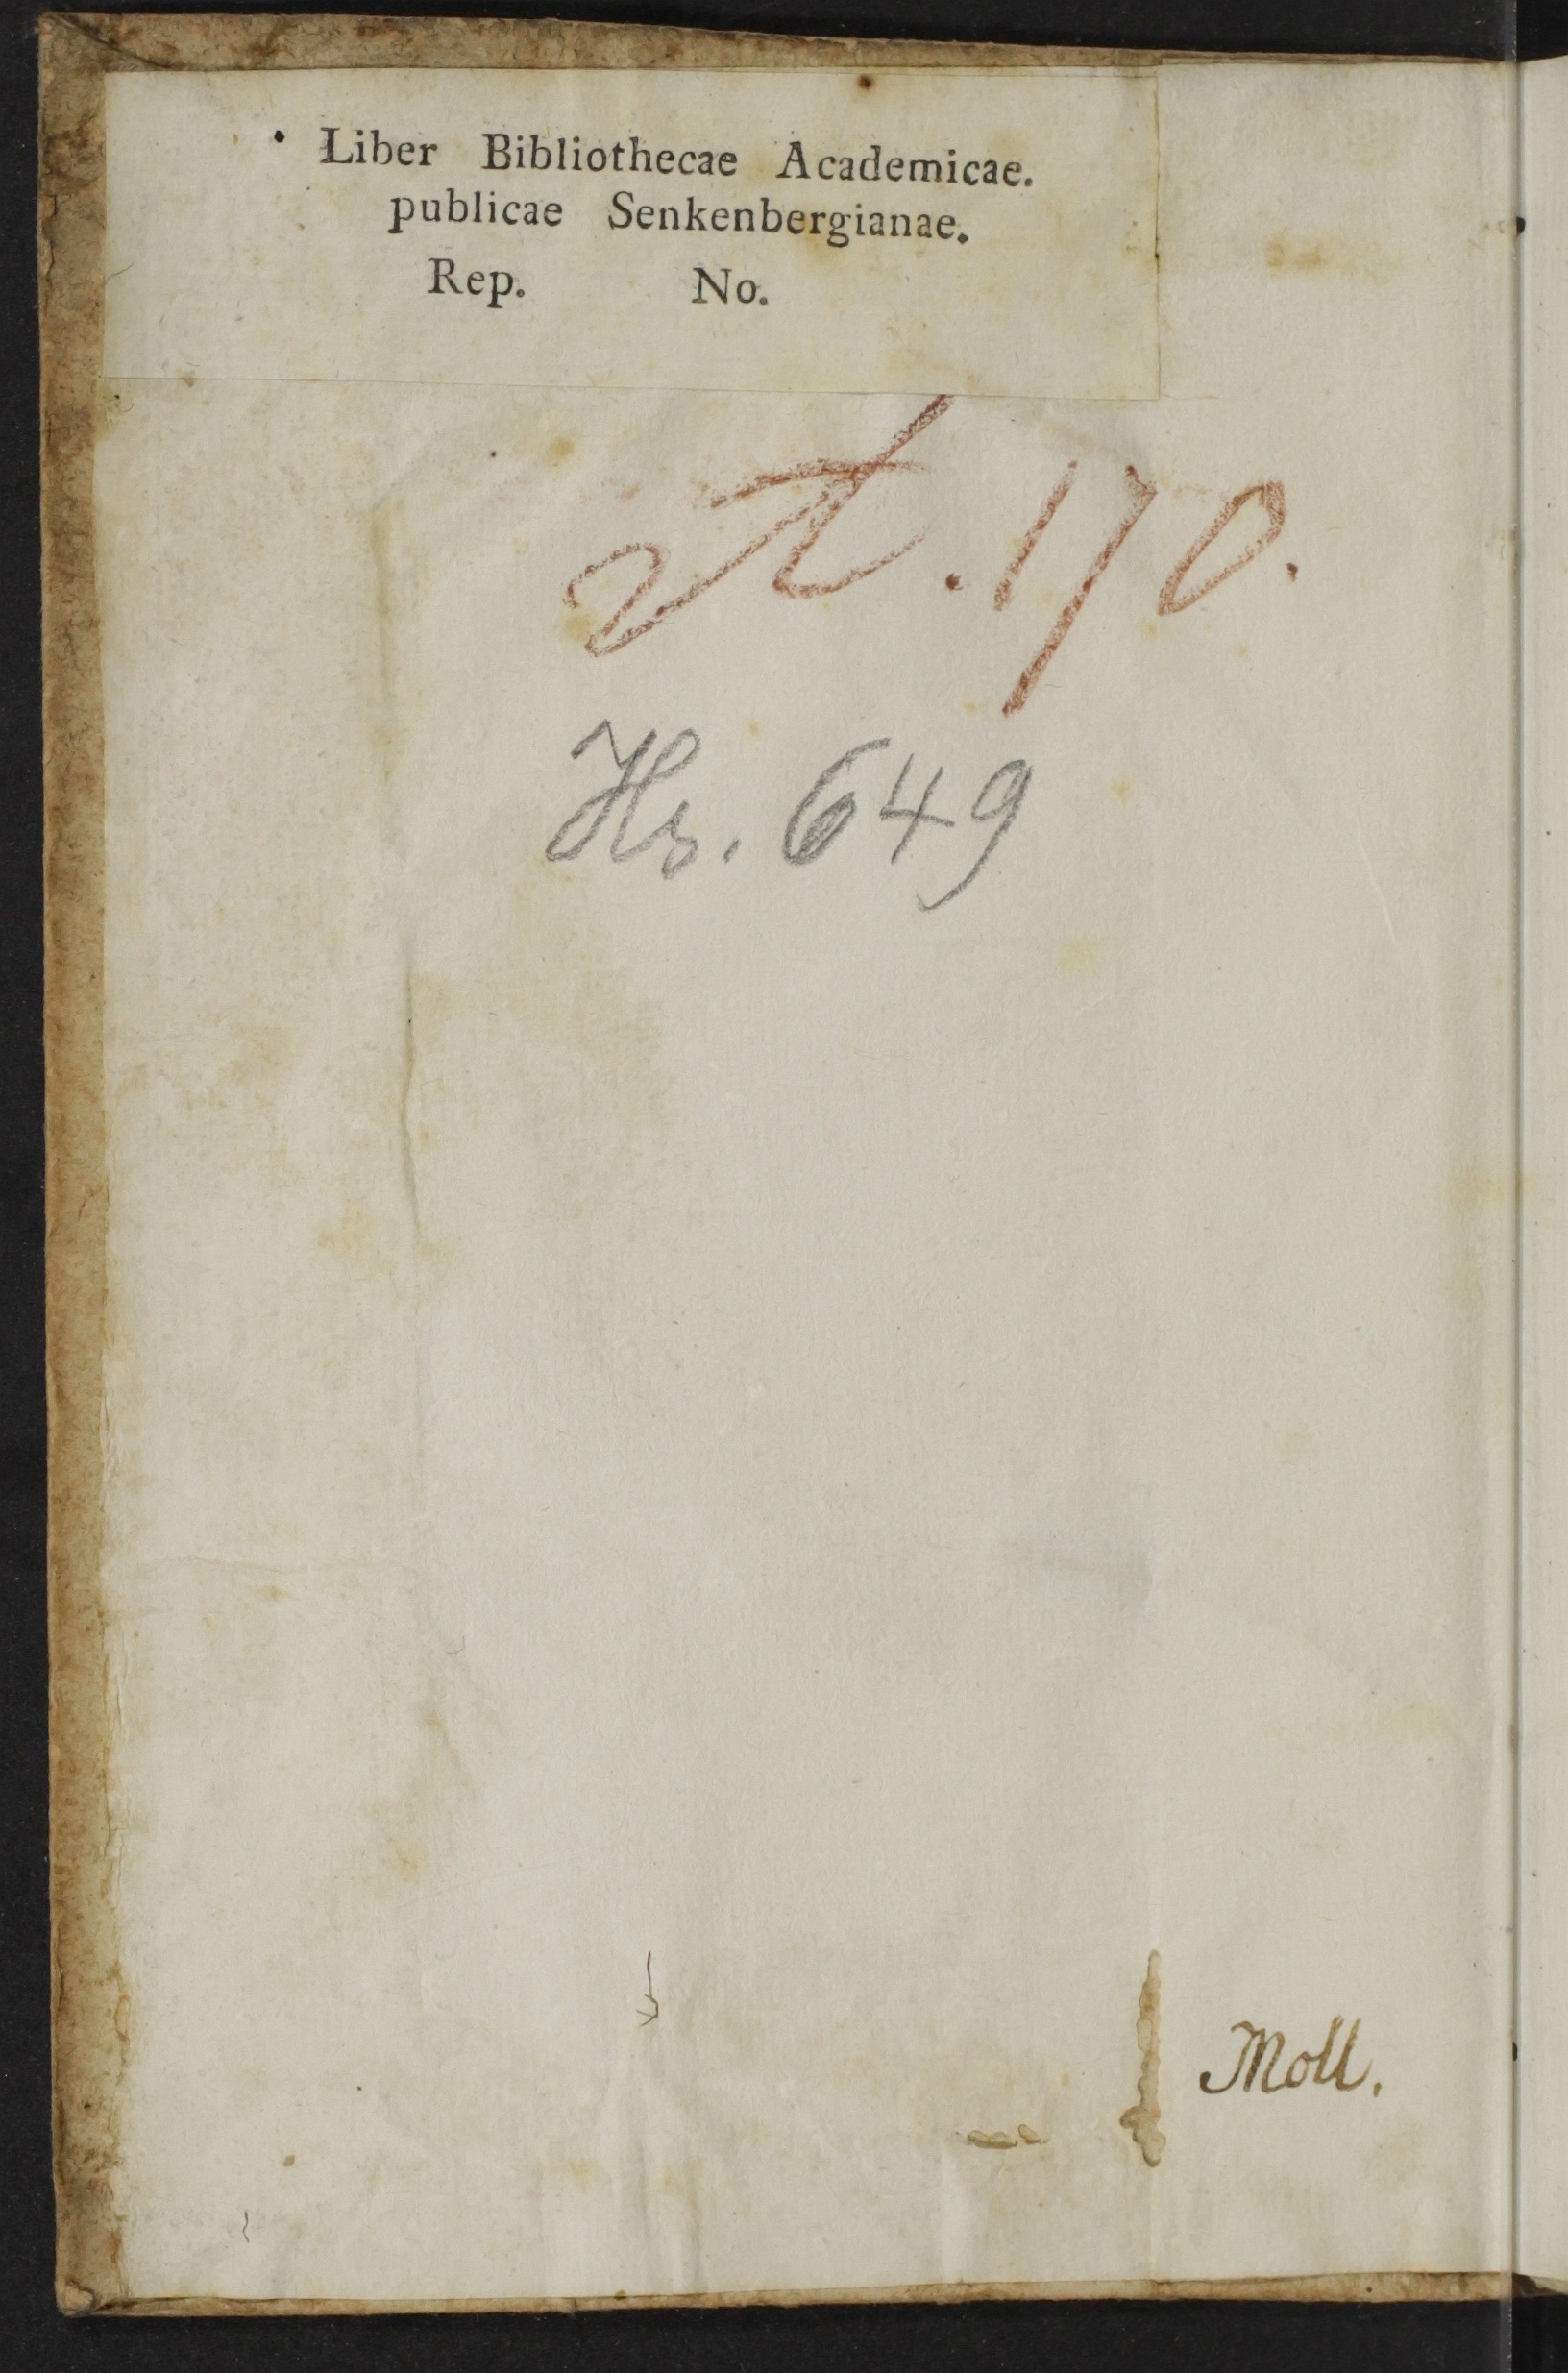 Liber Bibliothecae Academicae.
publicae Senkenbergianae.
Rep. No.
A. 170.
Hs. 649
Moll.